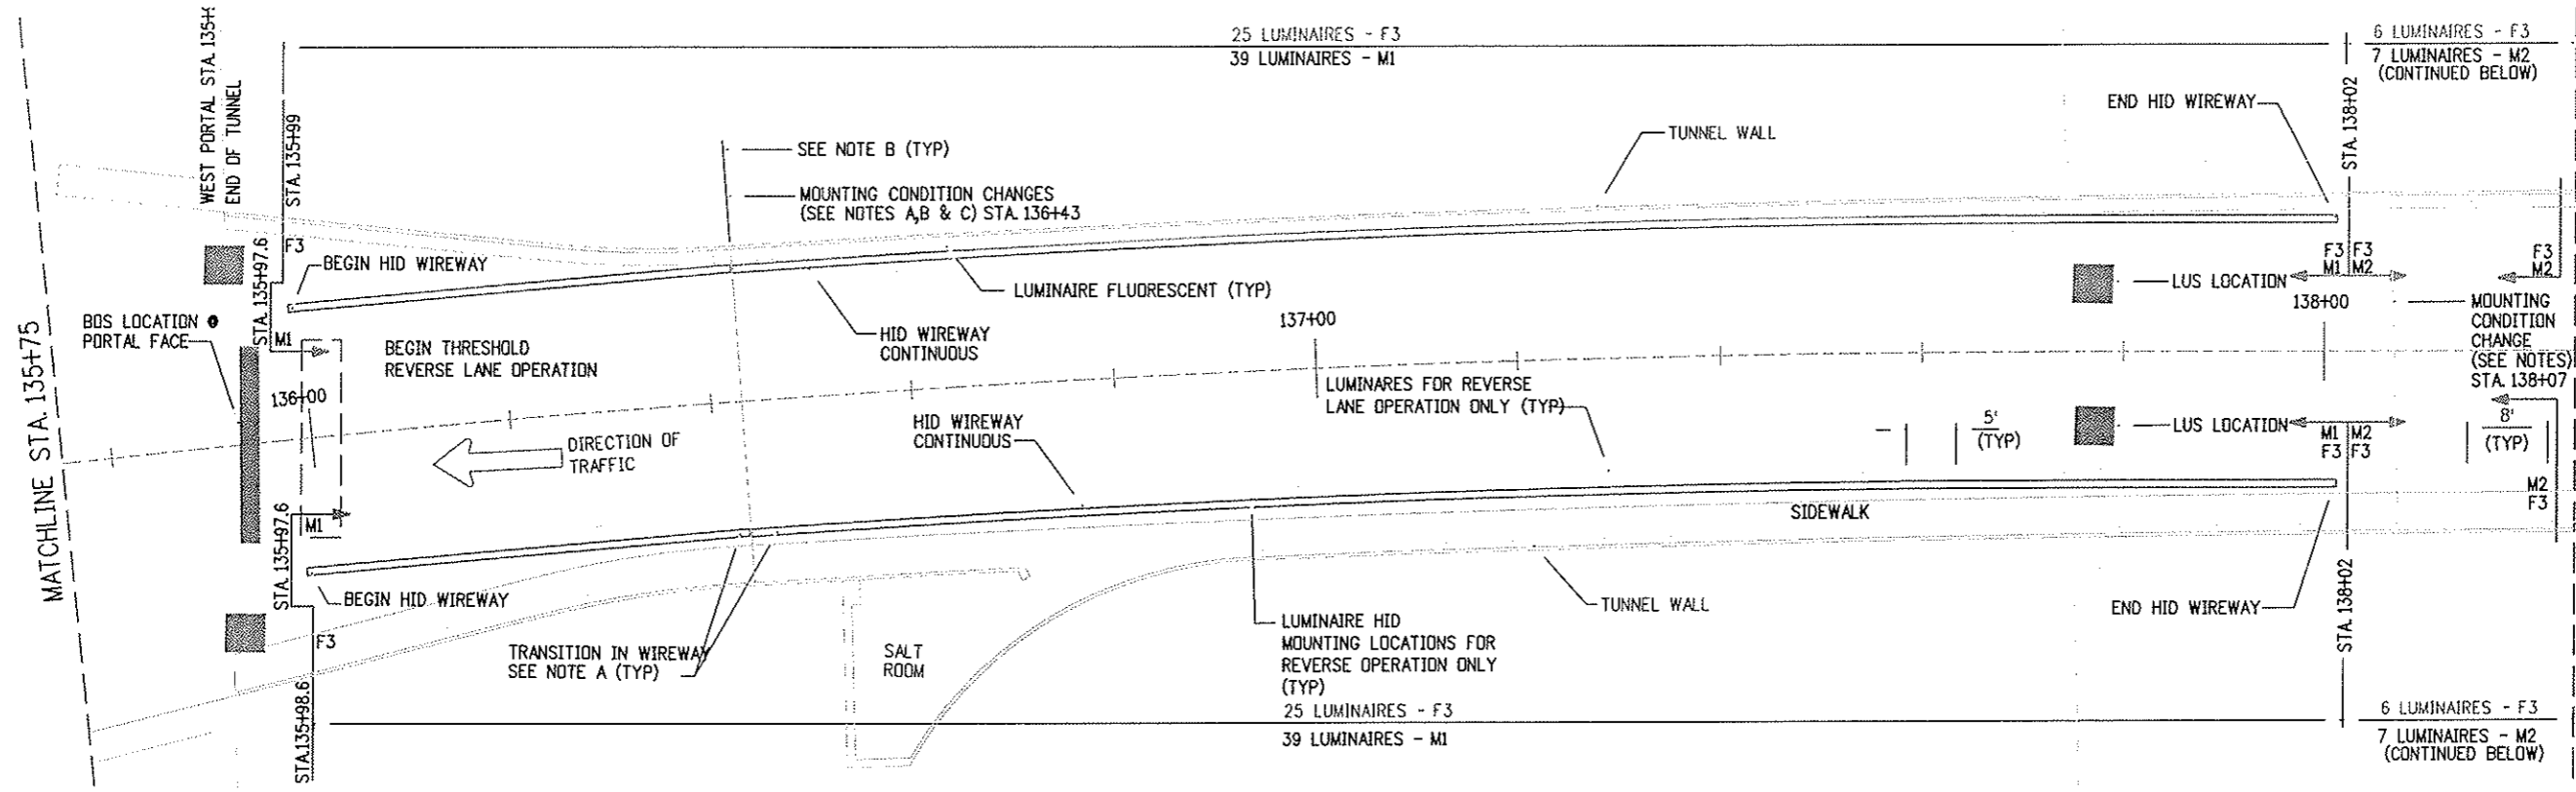 25 LUMINAIRES - F3
39 LUMINAIRES - M1
6 LUMINAIRES - F3
7 LUMINAIRES - M2
(CONTINUED BELOW)
WEST PORTAL STA. 135+
END OF TUNNEL
STA. 135+99
SEE NOTE B (TYP)
MOUNTING CONDITION CHANGES
(SEE NOTES A,B & C) STA. 136+43
TUNNEL WALL
END HID WIREWAY
STA. 138+02
F3
STA. 135+97.6
BEGIN HID WIREWAY
M1
LUMINAIRE FLUORESCENT (TYP)
HID WIREWAY
CONTINUOUS
137+00
F3 F3
M1 M2
LUS LOCATION
138+00
F3
M2
MOUNTING
CONDITION
CHANGE
(SEE NOTES)
STA. 138+07
MATCHLINE STA. 135+75
BOS LOCATION @
PORTAL FACE
BEGIN THRESHOLD
REVERSE LANE OPERATION
136+00
DIRECTION OF
TRAFFIC
HID WIREWAY
CONTINUOUS
LUMINARES FOR REVERSE
LANE OPERATION ONLY (TYP)
5'
(TYP)
LUS LOCATION
M1 M2
F3 F3
8'
(TYP)
M2
F3
STA. 135+97.6
M1
SIDEWALK
BEGIN HID WIREWAY
F3
STA.135+98.6
TRANSITION IN WIREWAY
SEE NOTE A (TYP)
SALT
ROOM
LUMINAIRE HID
MOUNTING LOCATIONS FOR
REVERSE OPERATION ONLY
(TYP)
TUNNEL WALL
END HID WIREWAY
STA. 138+02
25 LUMINAIRES - F3
39 LUMINAIRES - M1
6 LUMINAIRES - F3
7 LUMINAIRES - M2
(CONTINUED BELOW)